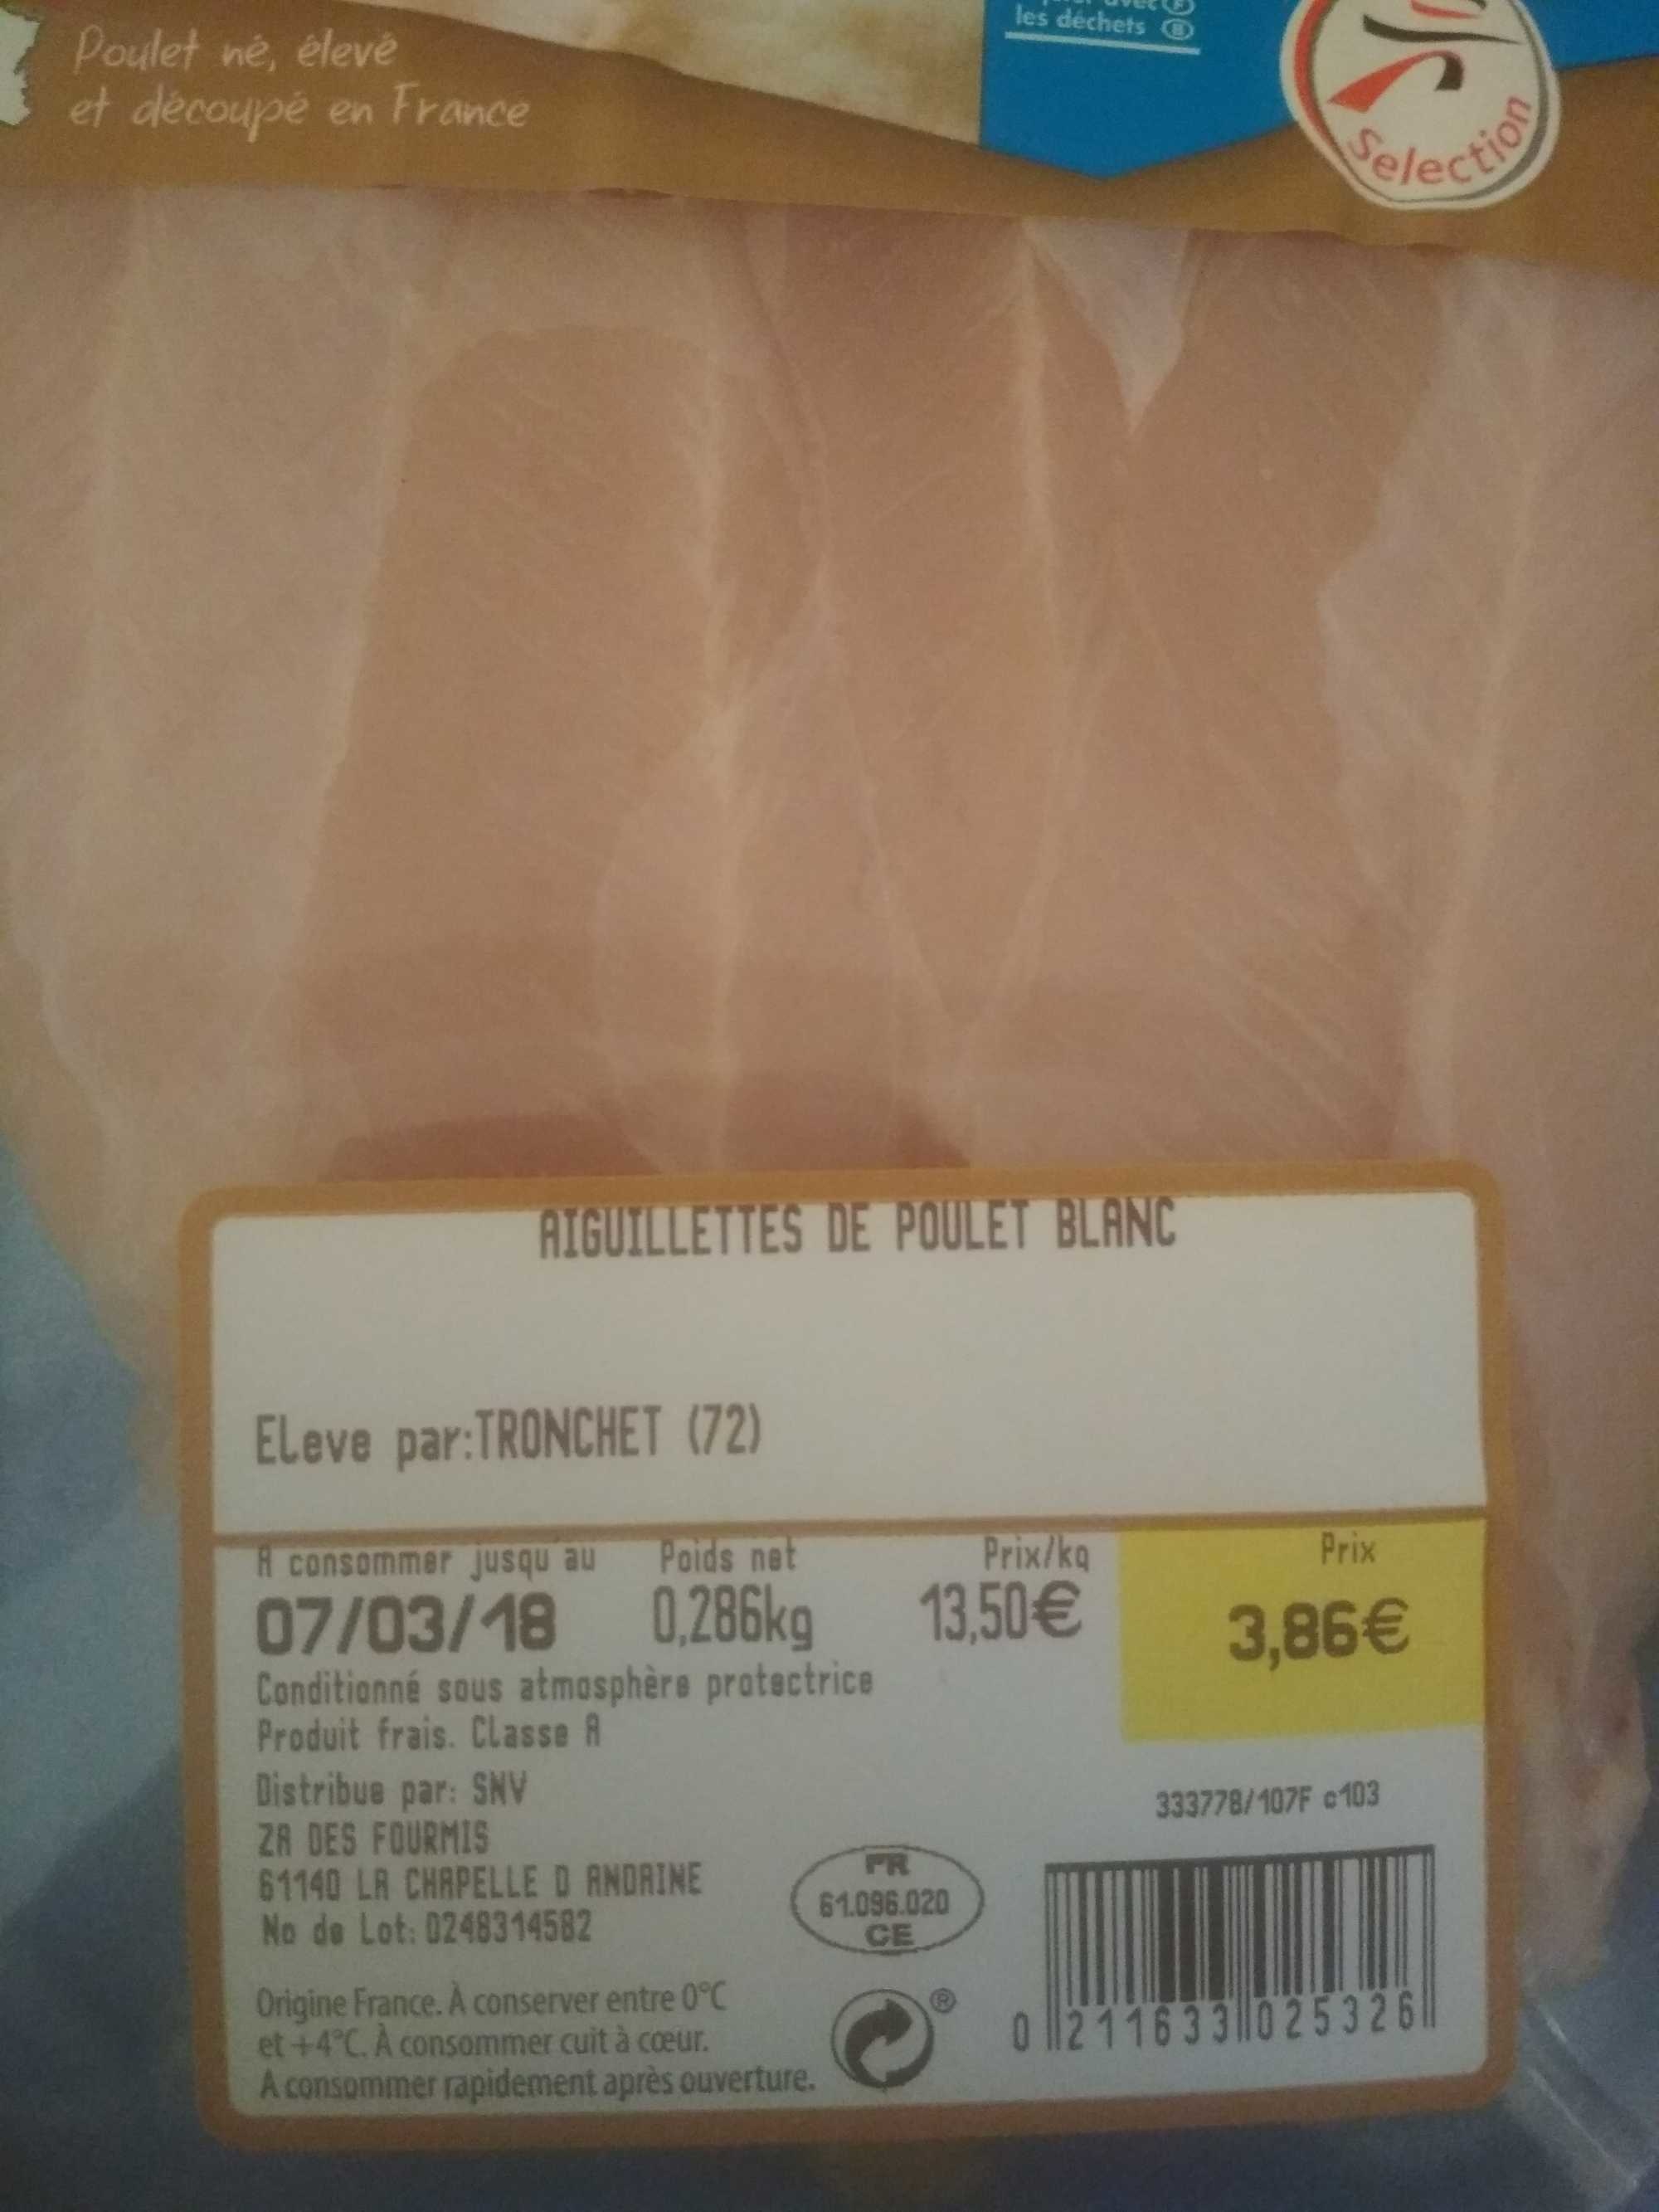 les déchets B
Poulet né, élevé
et découpé en France
Selection
AIGUILLETTES DE POULET BLANC
ELeve par:TRONCHET (72)
A consommer jusqu'au Poids net Prix/kg Prix
07/03/18 0,286kg 13,50€ 3,86€
Conditionné sous atmosphère protectrice
Produit frais. Classe A
Distribue par: SNV
ZA DES FOURMIS
61140 LA CHAPELLE D ANDAINE
No de Lot: 0248314582
333778/107F c103
FR
61.096.020
CE
0 211633 025326
Origine France. À conserver entre 0°C
et +4°C. À consommer cuit à cœur.
A consommer rapidement après ouverture.
®